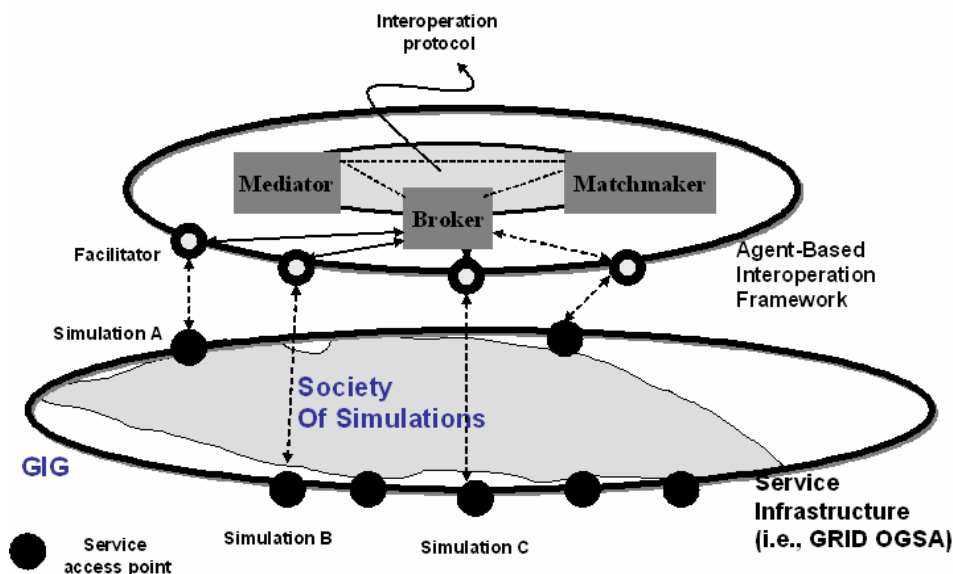 Interoperation
protocol
Mediator
Matchmaker
Broker
Facilitator
Agent-Based
Interoperation
Framework
Simulation A
Society
Of Simulations
GIG
Service
Infrastructure
(i.e., GRID OGSA)
Simulation B
Simulation C
Service
access point